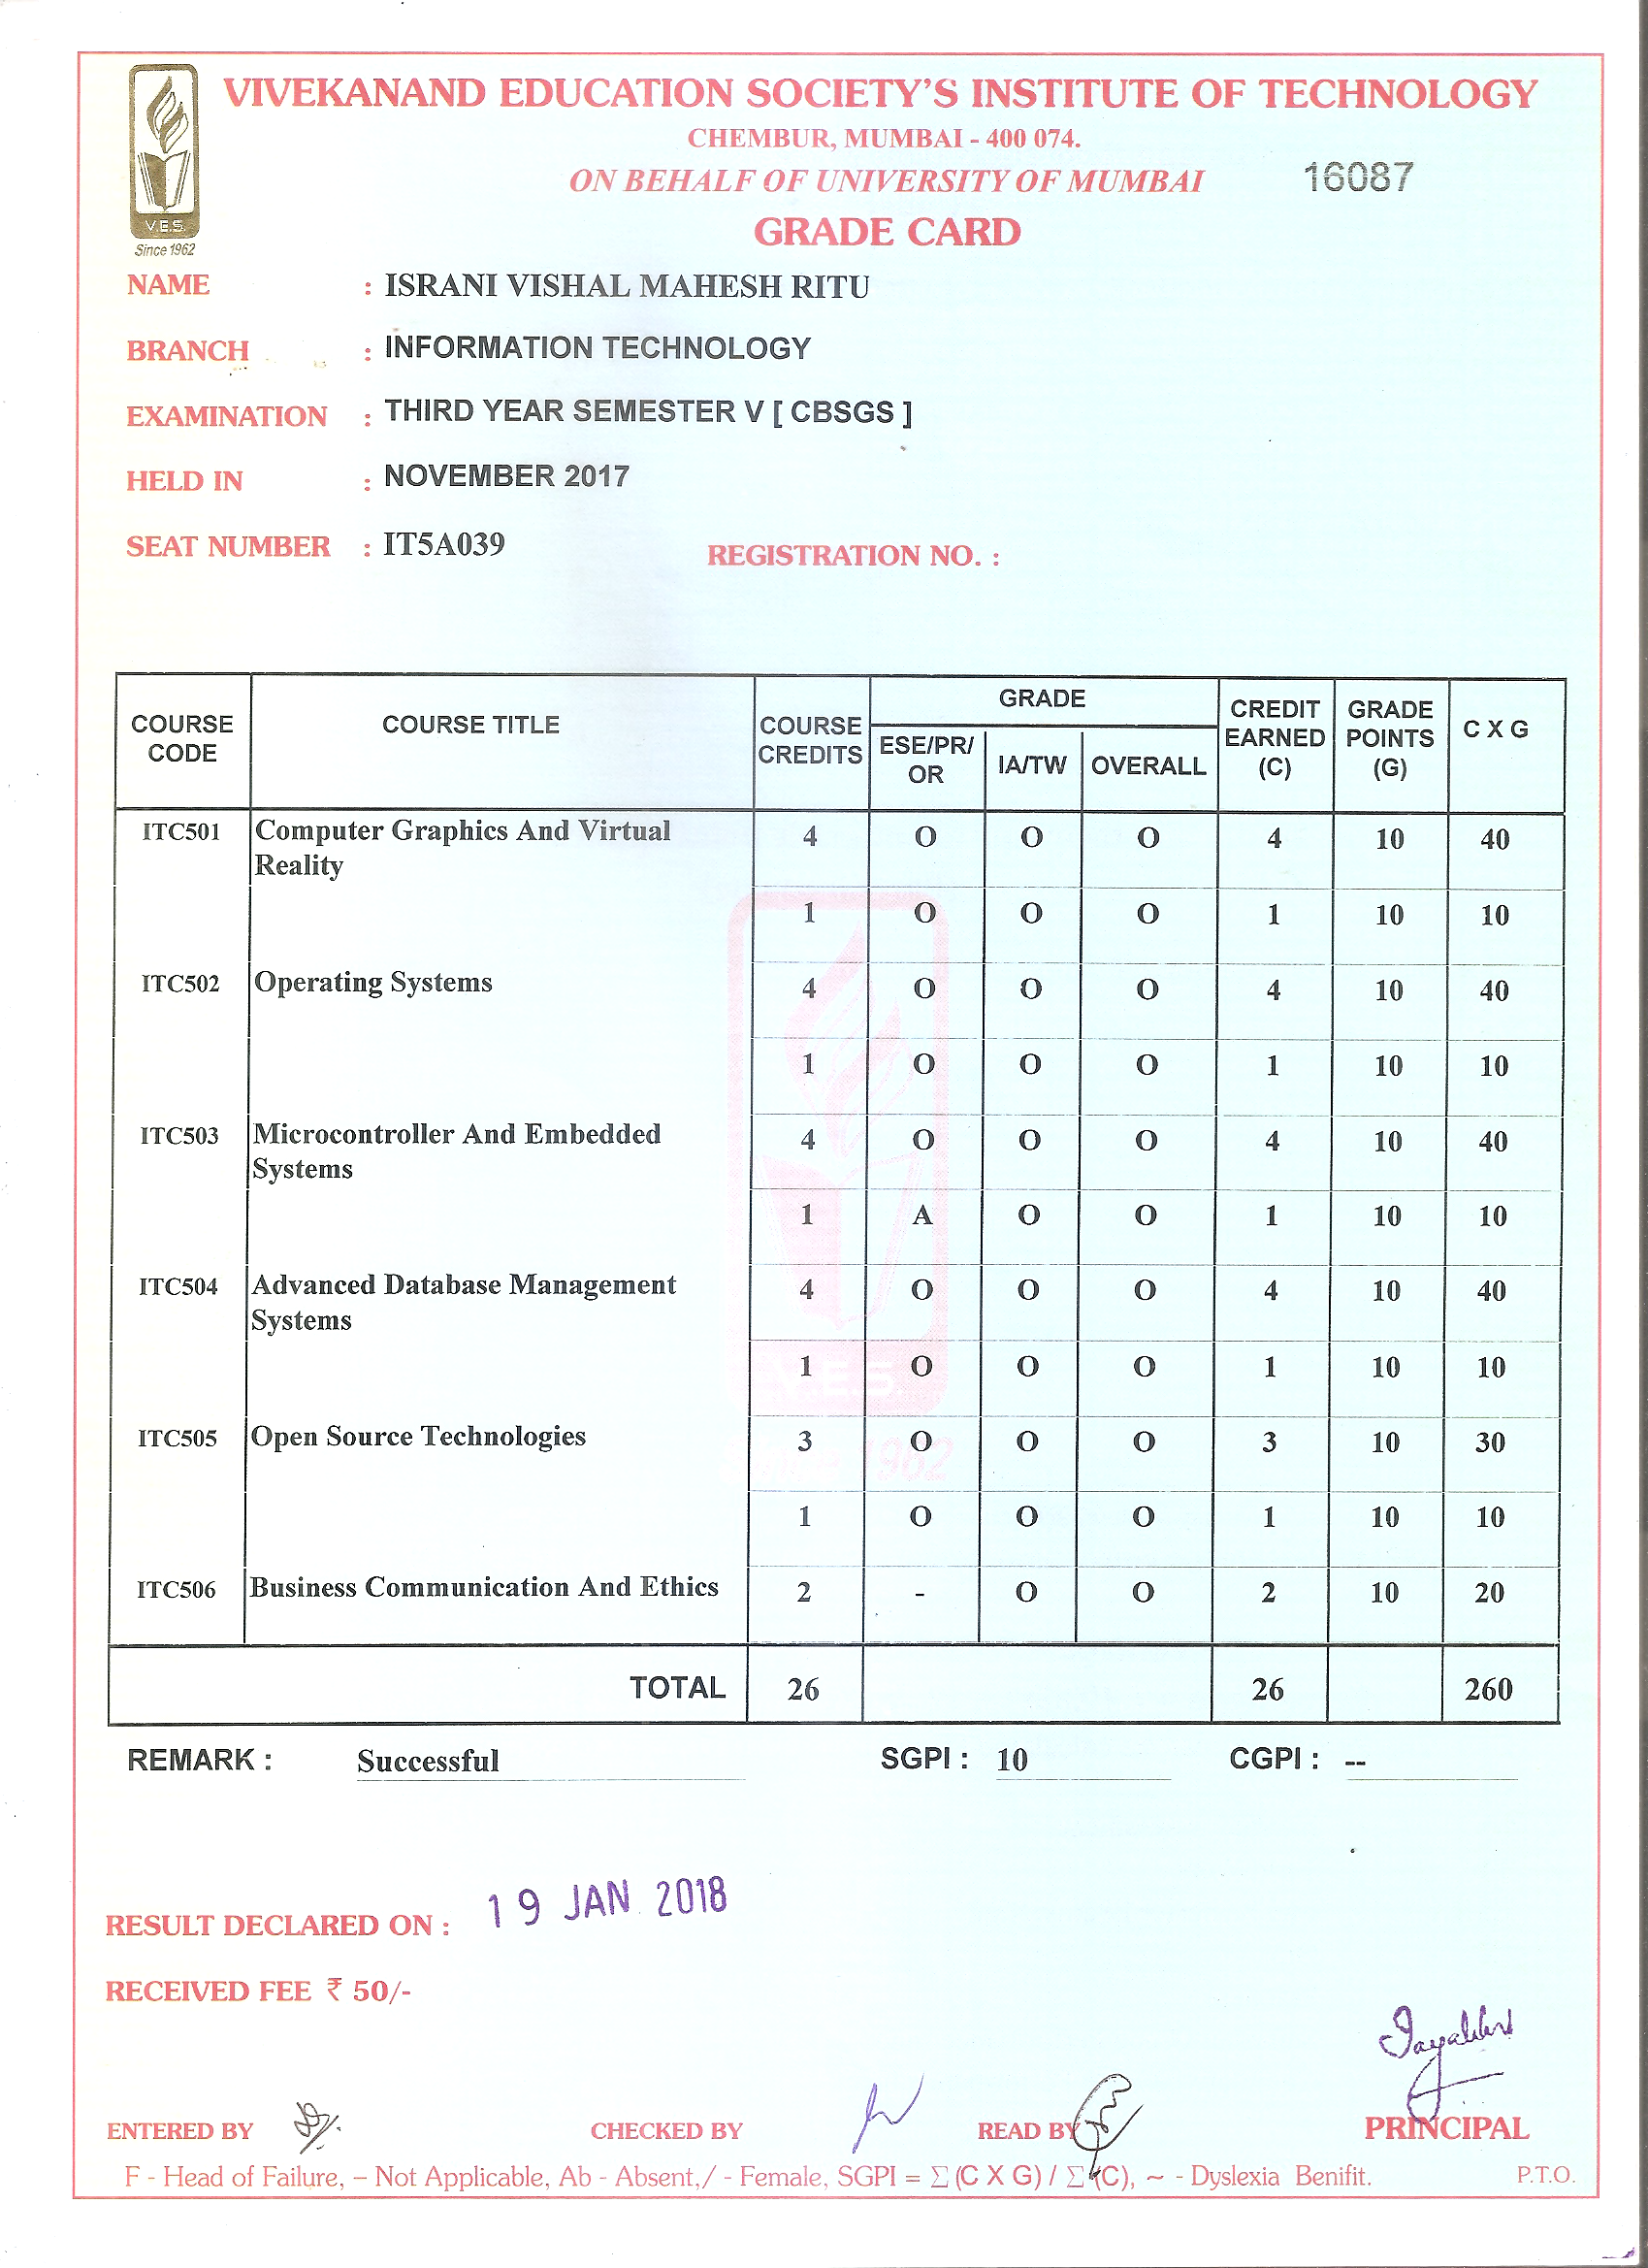 VIVEKANAND EDUCATION SOCIETY'S INSTITUTE OF TECHNOLOGY
CHEMBUR, MUMBAI - 400 074.
ON BEHALF OF UNIVERSITY OF MUMBAI 16087
GRADE CARD
V.E.S.
Since 1962
NAME : ISRANI VISHAL MAHESH RITU
BRANCH : INFORMATION TECHNOLOGY
EXAMINATION : THIRD YEAR SEMESTER V [ CBSGS ]
HELD IN : NOVEMBER 2017
SEAT NUMBER : IT5A039 REGISTRATION NO. :
COURSE CODE COURSE TITLE COURSE CREDITS GRADE ESE/PR/OR IA/TW OVERALL CREDIT EARNED (C) GRADE POINTS (G) C X G
ITC501 Computer Graphics And Virtual Reality 4 O O O 4 10 40
1 O O O 1 10 10
ITC502 Operating Systems 4 O O O 4 10 40
1 O O O 1 10 10
ITC503 Microcontroller And Embedded Systems 4 O O O 4 10 40
1 A O O 1 10 10
ITC504 Advanced Database Management Systems 4 O O O 4 10 40
1 O O O 1 10 10
ITC505 Open Source Technologies 3 O O O 3 10 30
1 O O O 1 10 10
ITC506 Business Communication And Ethics 2 - O O 2 10 20
TOTAL 26 26 260
REMARK : Successful SGPI : 10 CGPI : --
RESULT DECLARED ON : 19 JAN 2018
RECEIVED FEE ₹ 50/-
ENTERED BY CHECKED BY READ BY PRINCIPAL
F - Head of Failure, – Not Applicable, Ab - Absent,/ - Female, SGPI = ∑ (C X G) / ∑ (C), ~ - Dyslexia Benifit. P.T.O.